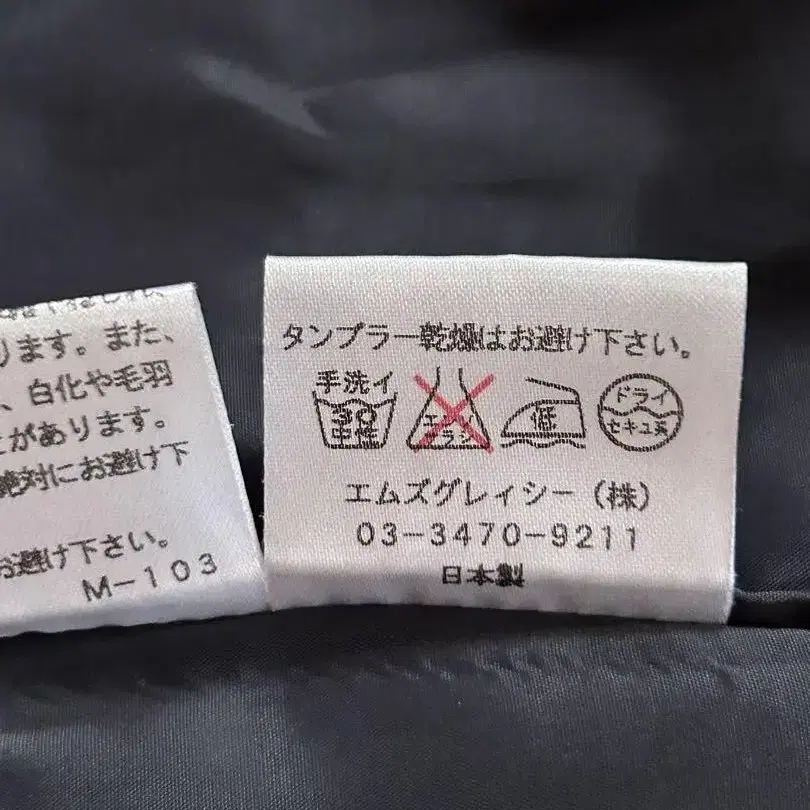 ります。また、
、白化や毛羽
があります。
絶対にお避け下
お避け下さい。
M-103
タンブラー乾燥はお避け下さい。
手洗イ
30
中性
エンソ
サラシ
低
ドライ
セキユ系
エムズグレィシー（株）
03-3470-9211
日本製